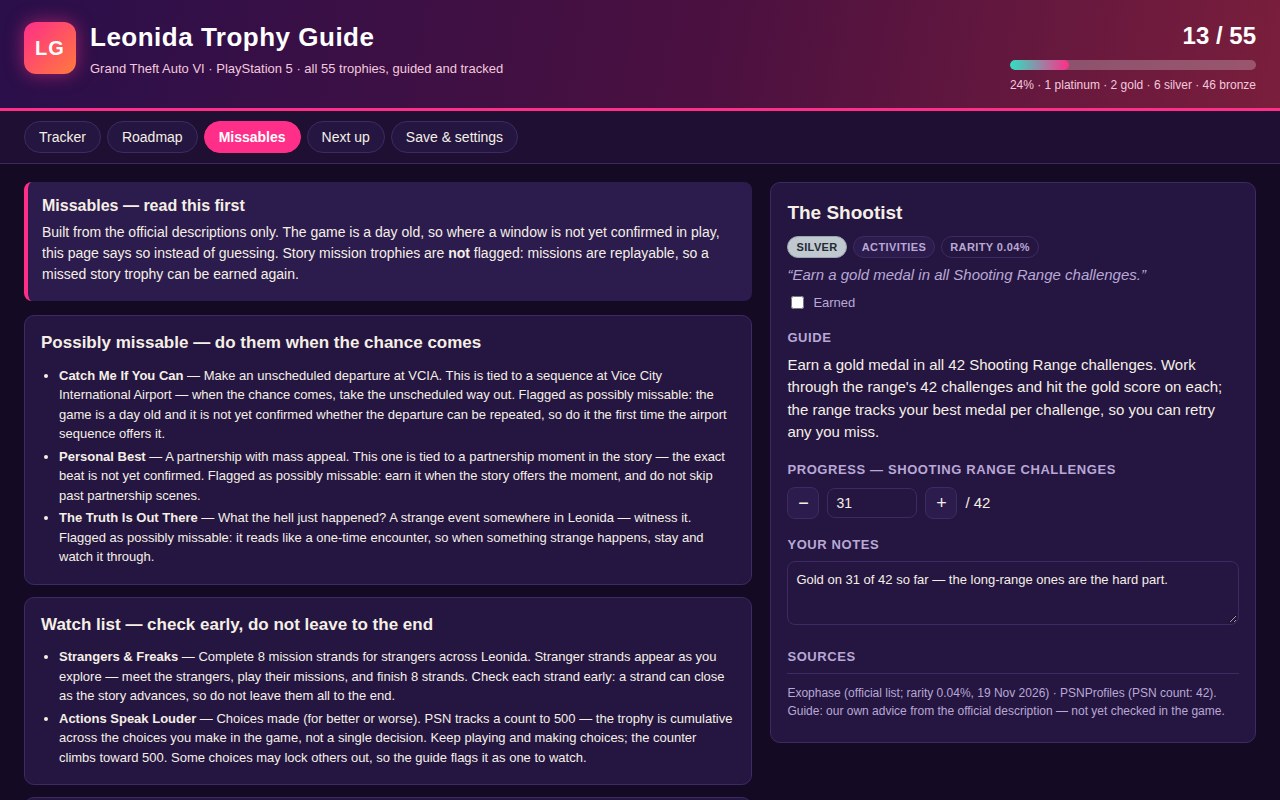 LG
Leonida Trophy Guide
Grand Theft Auto VI · PlayStation 5 · all 55 trophies, guided and tracked
13 / 55
24% · 1 platinum · 2 gold · 6 silver · 46 bronze
Tracker
Roadmap
Missables
Next up
Save & settings
Missables — read this first
Built from the official descriptions only. The game is a day old, so where a window is not yet confirmed in play,
this page says so instead of guessing. Story mission trophies are not flagged: missions are replayable, so a
missed story trophy can be earned again.
Possibly missable — do them when the chance comes
• Catch Me If You Can — Make an unscheduled departure at VCIA. This is tied to a sequence at Vice City
International Airport — when the chance comes, take the unscheduled way out. Flagged as possibly missable: the
game is a day old and it is not yet confirmed whether the departure can be repeated, so do it the first time the airport
sequence offers it.
• Personal Best — A partnership with mass appeal. This one is tied to a partnership moment in the story — the exact
beat is not yet confirmed. Flagged as possibly missable: earn it when the story offers the moment, and do not skip
past partnership scenes.
• The Truth Is Out There — What the hell just happened? A strange event somewhere in Leonida — witness it.
Flagged as possibly missable: it reads like a one-time encounter, so when something strange happens, stay and
watch it through.
Watch list — check early, do not leave to the end
• Strangers & Freaks — Complete 8 mission strands for strangers across Leonida. Stranger strands appear as you
explore — meet the strangers, play their missions, and finish 8 strands. Check each strand early: a strand can close
as the story advances, so do not leave them all to the end.
• Actions Speak Louder — Choices made (for better or worse). PSN tracks a count to 500 — the trophy is cumulative
across the choices you make in the game, not a single decision. Keep playing and making choices; the counter
climbs toward 500. Some choices may lock others out, so the guide flags it as one to watch.
The Shootist
SILVER
ACTIVITIES
RARITY 0.04%
“Earn a gold medal in all Shooting Range challenges.”
Earned
GUIDE
Earn a gold medal in all 42 Shooting Range challenges. Work
through the range's 42 challenges and hit the gold score on each;
the range tracks your best medal per challenge, so you can retry
any you miss.
PROGRESS — SHOOTING RANGE CHALLENGES
− 31 + / 42
YOUR NOTES
Gold on 31 of 42 so far — the long-range ones are the hard part.
SOURCES
Exophase (official list; rarity 0.04%, 19 Nov 2026) · PSNProfiles (PSN count: 42).
Guide: our own advice from the official description — not yet checked in the game.